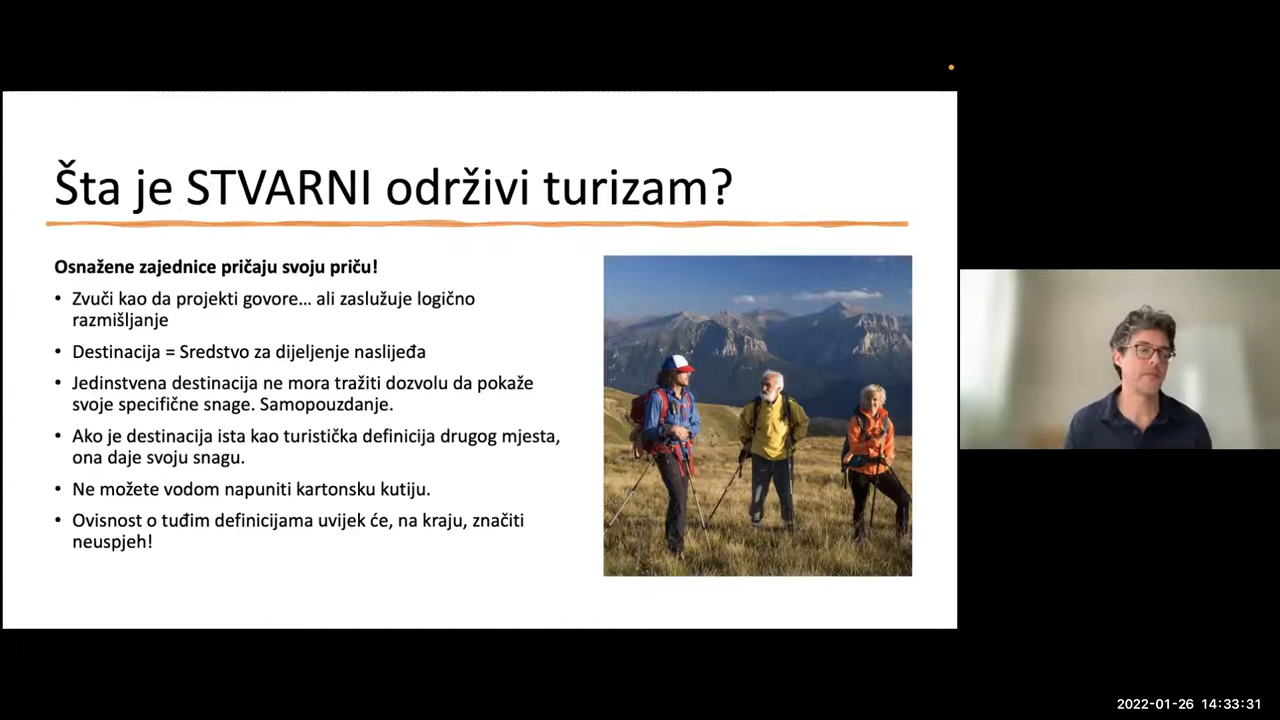 Šta je STVARNI održivi turizam?
Osnažene zajednice pričaju svoju priču!
• Zvuči kao da projekti govore... ali zaslužuje logično
razmišljanje
• Destinacija = Sredstvo za dijeljenje naslijeđa
• Jedinstvena destinacija ne mora tražiti dozvolu da pokaže
svoje specifične snage. Samopouzdanje.
• Ako je destinacija ista kao turistička definicija drugog mjesta,
ona daje svoju snagu.
• Ne možete vodom napuniti kartonsku kutiju.
• Ovisnost o tuđim definicijama uvijek će, na kraju, značiti
neuspjeh!
2022-01-26 14:33:31